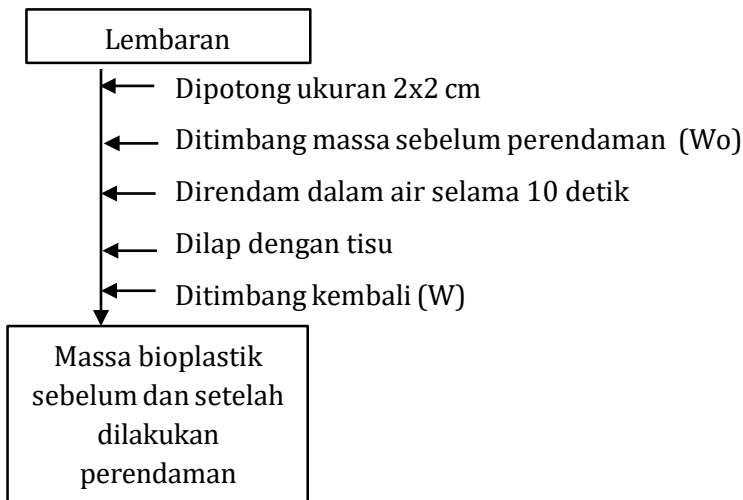 Lembaran
Dipotong ukuran 2x2 cm
Ditimbang massa sebelum perendaman (Wo)
Direndam dalam air selama 10 detik
Dilap dengan tisu
Ditimbang kembali (W)
Massa bioplastik
sebelum dan setelah
dilakukan
perendaman